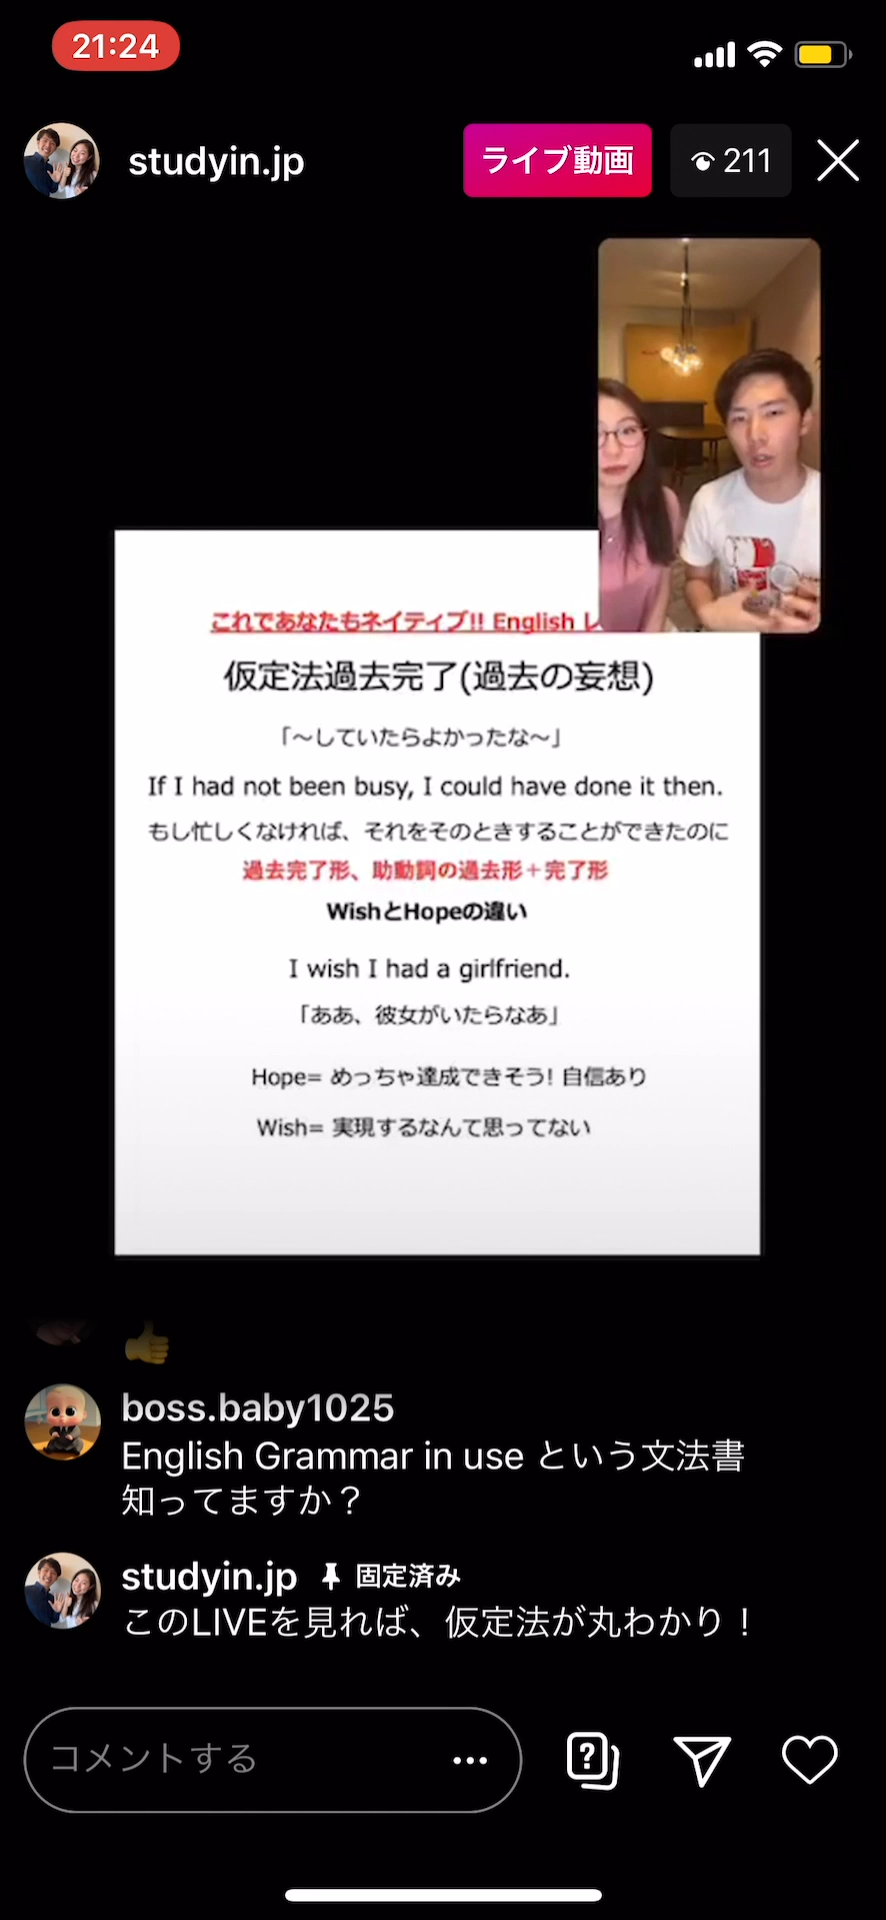 21:24
studyin.jp
ライブ動画
211
これであなたもネイティブ!! English レ
仮定法過去完了(過去の妄想)
「～していたらよかったな～」
If I had not been busy, I could have done it then.
もし忙しくなければ、それをそのときすることができたのに
過去完了形、助動詞の過去形＋完了形
WishとHopeの違い
I wish I had a girlfriend.
「ああ、彼女がいたらなあ」
Hope= めっちゃ達成できそう! 自信あり
Wish= 実現するなんて思ってない
👍
boss.baby1025
English Grammar in use という文法書
知ってますか？
studyin.jp 固定済み
このLIVEを見れば、仮定法が丸わかり！
コメントする